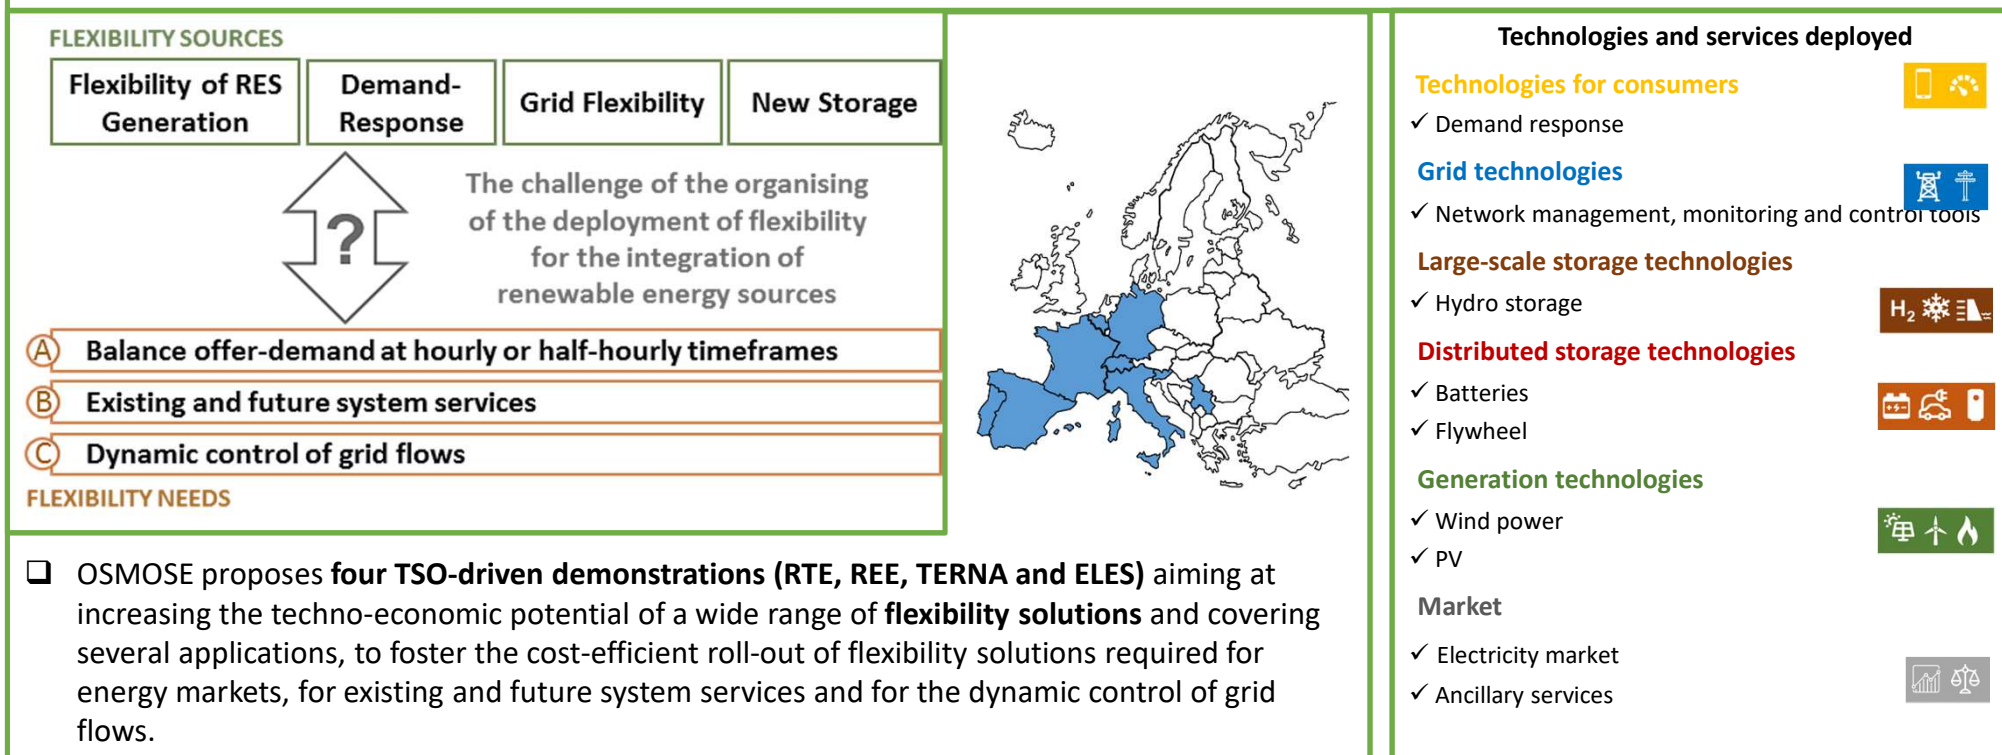 FLEXIBILITY SOURCES
Flexibility of RES
Generation
Demand-
Response
Grid Flexibility
New Storage
?
The challenge of the organising
of the deployment of flexibility
for the integration of
renewable energy sources
A Balance offer-demand at hourly or half-hourly timeframes
B Existing and future system services
C Dynamic control of grid flows
FLEXIBILITY NEEDS
❑ OSMOSE proposes four TSO-driven demonstrations (RTE, REE, TERNA and ELES) aiming at
increasing the techno-economic potential of a wide range of flexibility solutions and covering
several applications, to foster the cost-efficient roll-out of flexibility solutions required for
energy markets, for existing and future system services and for the dynamic control of grid
flows.
Technologies and services deployed
Technologies for consumers
✓ Demand response
Grid technologies
✓ Network management, monitoring and control tools
Large-scale storage technologies
✓ Hydro storage
H₂
Distributed storage technologies
✓ Batteries
✓ Flywheel
Generation technologies
✓ Wind power
✓ PV
Market
✓ Electricity market
✓ Ancillary services